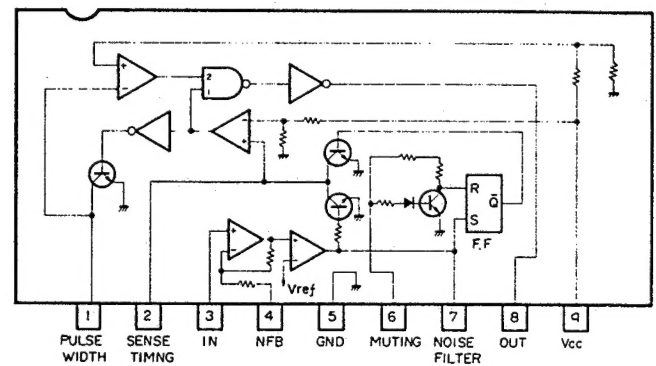 +
-
2
1
-
+
R
Q̄
S
F.F
+
-
+
-
Vref
1 2 3 4 5 6 7 8 9
PULSE WIDTH
SENSE TIMNG
IN
NFB
GND
MUTING
NOISE FILTER
OUT
Vcc